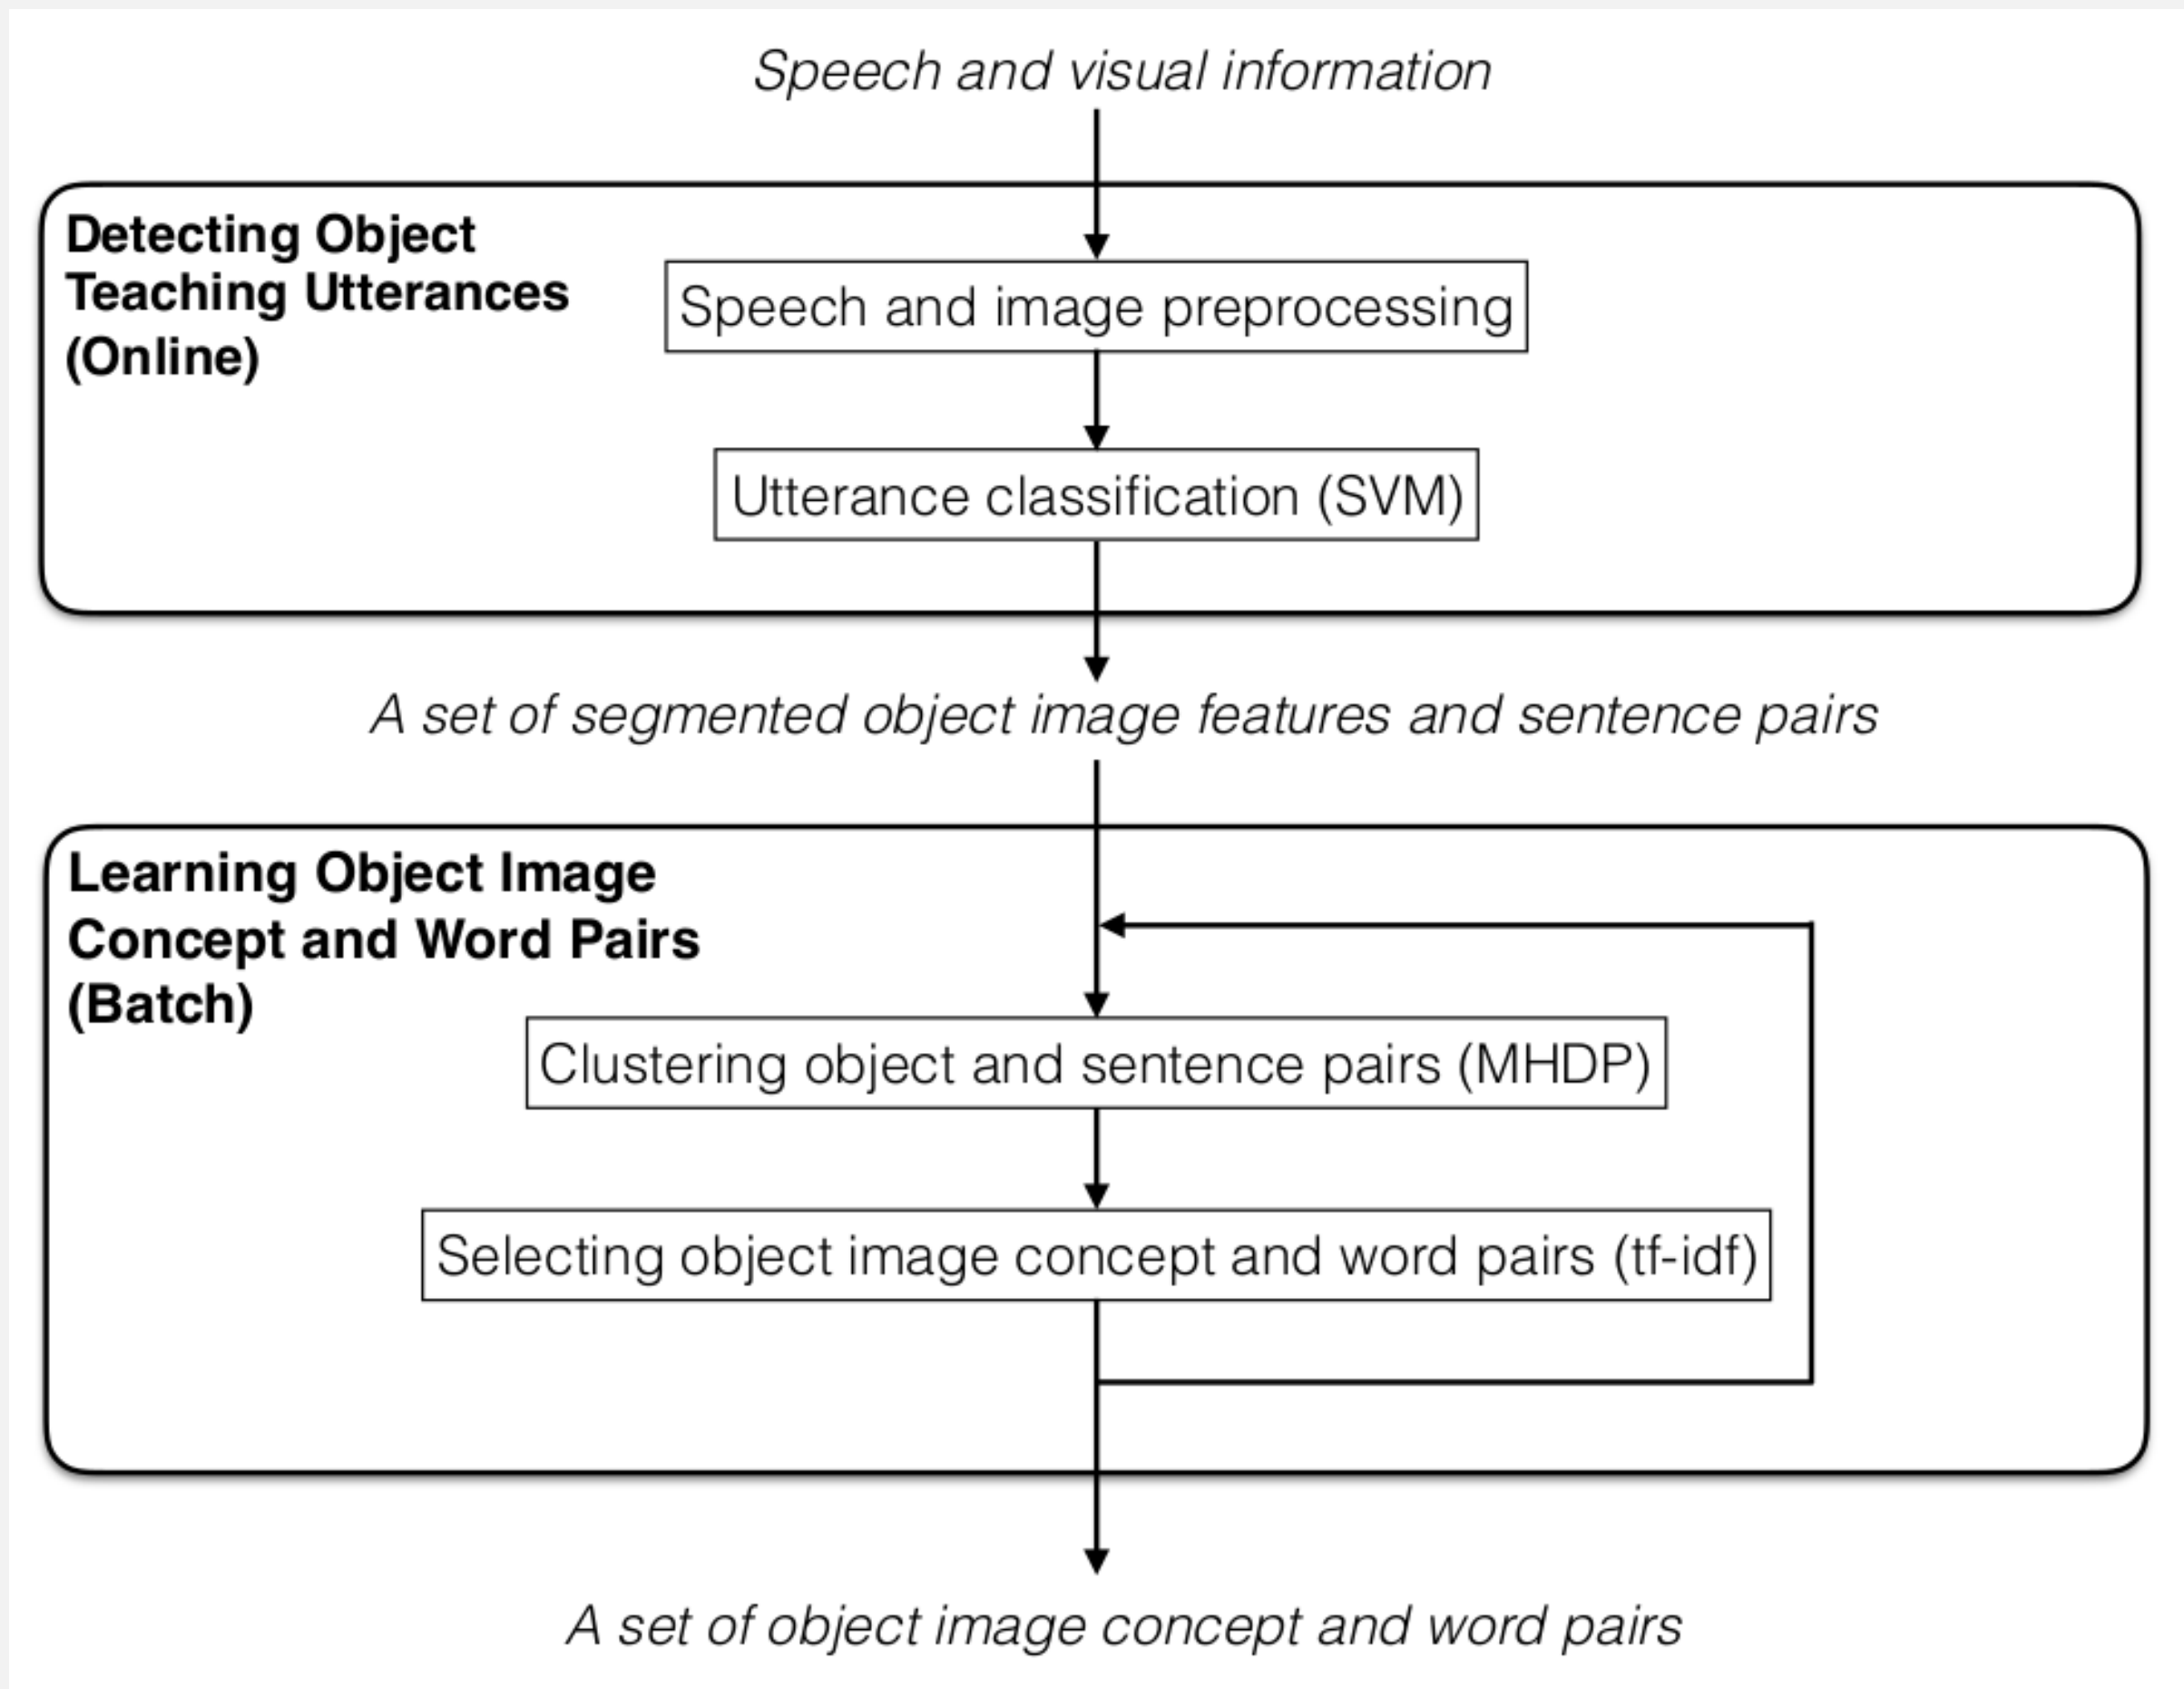 Speech and visual information
Detecting Object
Teaching Utterances
(Online)
Speech and image preprocessing
Utterance classification (SVM)
A set of segmented object image features and sentence pairs
Learning Object Image
Concept and Word Pairs
(Batch)
Clustering object and sentence pairs (MHDP)
Selecting object image concept and word pairs (tf-idf)
A set of object image concept and word pairs